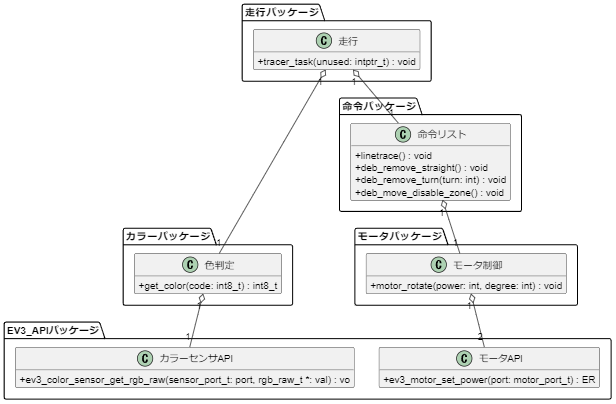 走行パッケージ
C 走行
+tracer_task(unused: intptr_t) : void
1 1
命令パッケージ
1
C 命令リスト
+linetrace() : void
+deb_remove_straight() : void
+deb_remove_turn(turn: int) : void
+deb_move_disable_zone() : void
1
カラーパッケージ
1
モータパッケージ
1
C 色判定
+get_color(code: int8_t) : int8_t
1
C モータ制御
+motor_rotate(power: int, degree: int) : void
1
EV3_APIパッケージ
1
2
C カラーセンサAPI
+ev3_color_sensor_get_rgb_raw(sensor_port_t: port, rgb_raw_t *: val) : vo
C モータAPI
+ev3_motor_set_power(port: motor_port_t) : ER